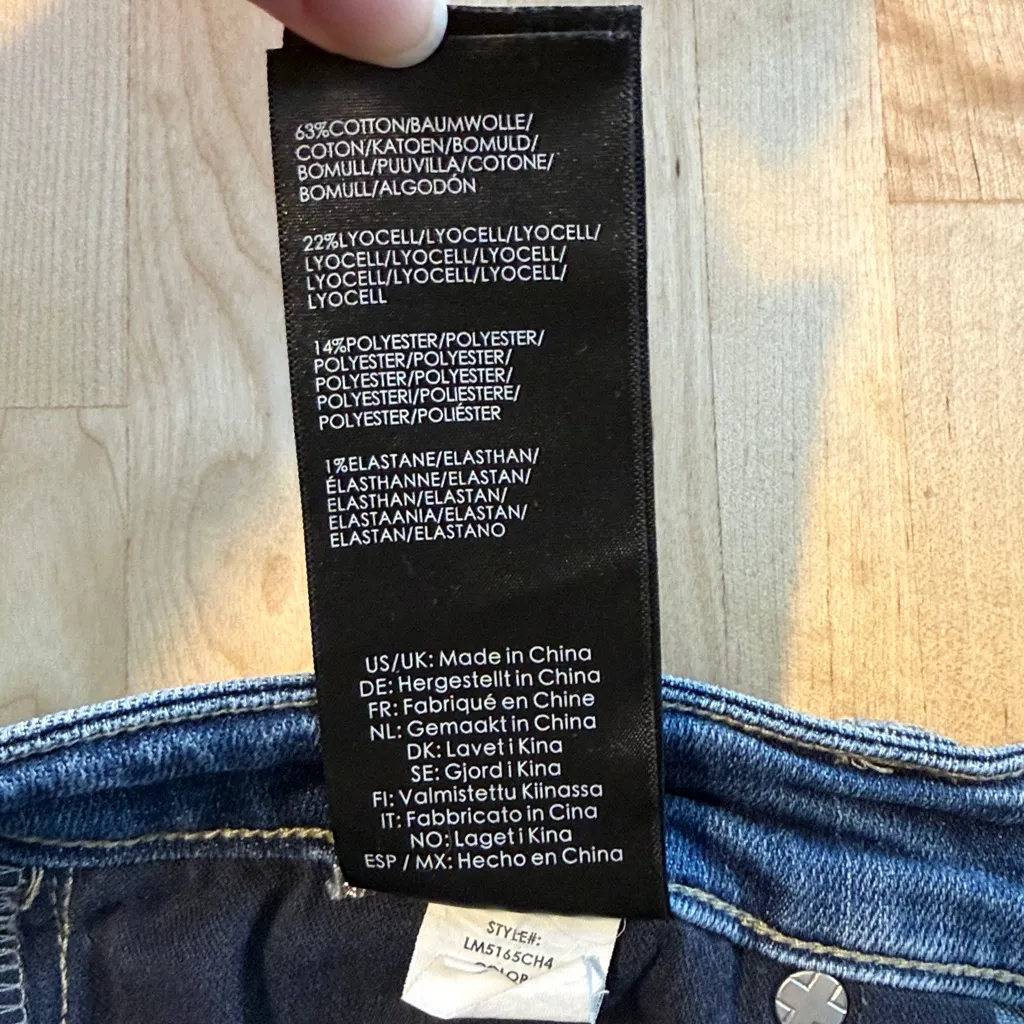 63%COTTON/BAUMWOLLE/
COTON/KATOEN/BOMULD/
BOMULL/PUUVILLA/COTONE/
BOMULL/ALGODÓN
22%LYOCELL/LYOCELL/LYOCELL/
LYOCELL/LYOCELL/LYOCELL/
LYOCELL/LYOCELL/LYOCELL/
LYOCELL
14%POLYESTER/POLYESTER/
POLYESTER/POLYESTER/
POLYESTER/POLYESTER/
POLYESTERI/POLIESTERE/
POLYESTER/POLIÉSTER
1%ELASTANE/ELASTHAN/
ÉLASTHANNE/ELASTAN/
ELASTHAN/ELASTAN/
ELASTAANIA/ELASTAN/
ELASTAN/ELASTANO
US/UK: Made in China
DE: Hergestellt in China
FR: Fabriqué en Chine
NL: Gemaakt in China
DK: Lavet i Kina
SE: Gjord i Kina
FI: Valmistettu Kiinassa
IT: Fabbricato in Cina
NO: Laget i Kina
ESP / MX: Hecho en China
STYLE#:
LM5165CH4
COLOR